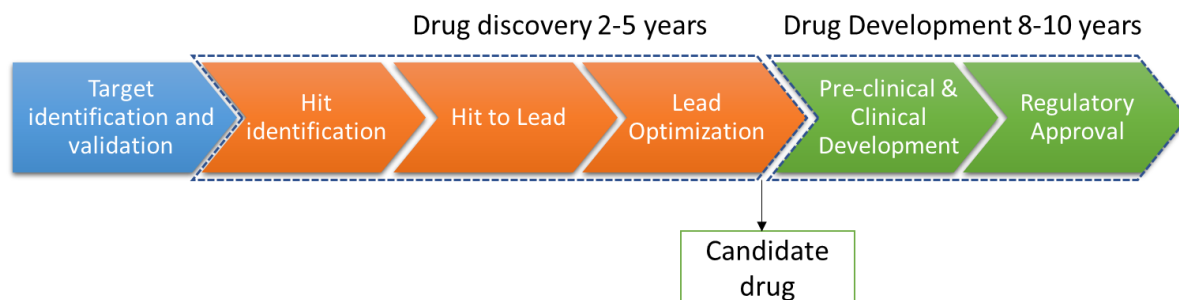 Drug discovery 2-5 years
Drug Development 8-10 years
Target
identification and
validation
Hit
identification
Hit to Lead
Lead
Optimization
Pre-clinical &
Clinical
Development
Regulatory
Approval
Candidate
drug